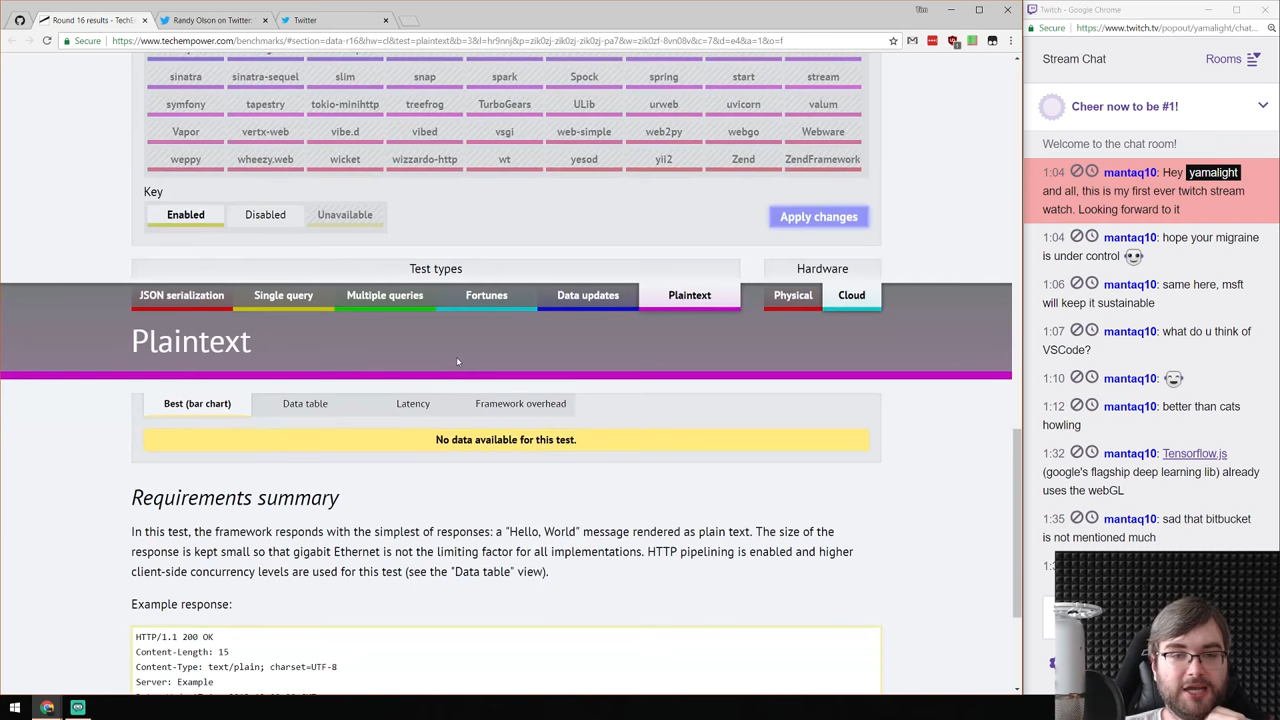 Round 16 results - TechE
Randy Olson on Twitter:
Twitter
Tim
Secure
https://www.techempower.com/benchmarks/#section=data-r16&hw=cl&test=plaintext&b=3&l=hr9nnj&p=zik0zj-zik0zj-zik0zj-pa7&w=zik0zf-8vn08v&c=7&d=e4&a=1&o=f
sinatra sinatra-sequel slim snap spark Spock spring start stream
symfony tapestry tokio-minihttp treefrog TurboGears ULib urweb uvicorn valum
Vapor vertx-web vibe.d vibed vsgi web-simple web2py webgo Webware
weppy wheezy.web wicket wizzardo-http wt yesod yii2 Zend ZendFramework
Key
Enabled Disabled Unavailable
Apply changes
Test types
Hardware
JSON serialization Single query Multiple queries Fortunes Data updates Plaintext
Physical Cloud
Plaintext
Best (bar chart) Data table Latency Framework overhead
No data available for this test.
Requirements summary
In this test, the framework responds with the simplest of responses: a "Hello, World" message rendered as plain text. The size of the
response is kept small so that gigabit Ethernet is not the limiting factor for all implementations. HTTP pipelining is enabled and higher
client-side concurrency levels are used for this test (see the "Data table" view).
Example response:
HTTP/1.1 200 OK
Content-Length: 15
Content-Type: text/plain; charset=UTF-8
Server: Example
Twitch - Google Chrome
Secure
https://www.twitch.tv/popout/yamalight/chat...
Stream Chat
Rooms
Cheer now to be #1!
Welcome to the chat room!
1:04 mantaq10: Hey yamalight
and all, this is my first ever twitch stream
watch. Looking forward to it
1:04 mantaq10: hope your migraine
is under control
1:06 mantaq10: same here, msft
will keep it sustainable
1:07 mantaq10: what do u think of
VSCode?
1:10 mantaq10:
1:12 mantaq10: better than cats
howling
1:32 mantaq10: Tensorflow.js
(google's flagship deep learning lib) already
uses the webGL
1:35 mantaq10: sad that bitbucket
is not mentioned much